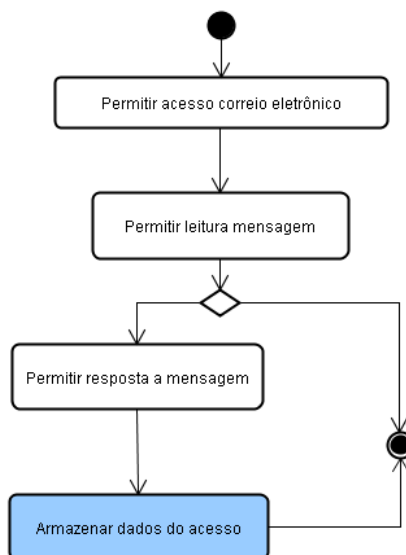 Permitir acesso correio eletrônico
Permitir leitura mensagem
Permitir resposta a mensagem
Armazenar dados do acesso